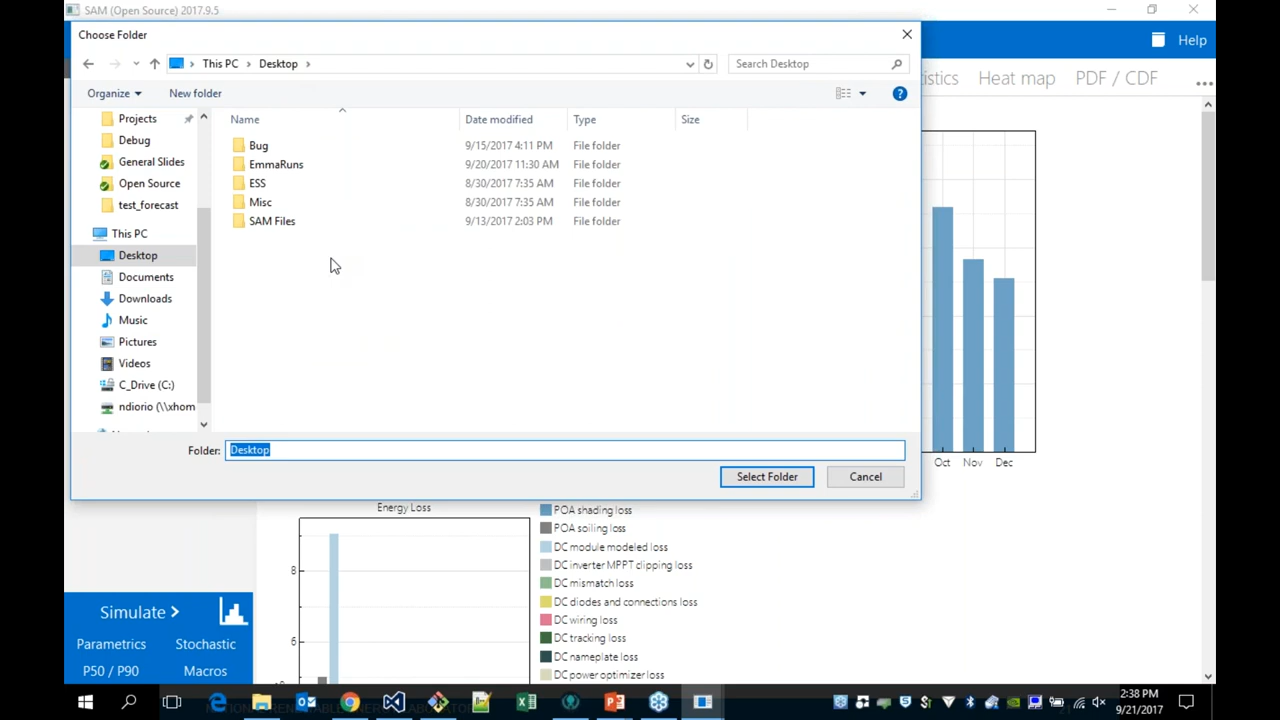 SAM (Open Source) 2017.9.5
Choose Folder
Help
This PC
Desktop
Search Desktop
istics
Heat map
PDF / CDF
Organize
New folder
Name
Date modified
Type
Size
Projects
Debug
General Slides
Open Source
test_forecast
This PC
Desktop
Documents
Downloads
Music
Pictures
Videos
C_Drive (C:)
ndiorio (\\xhom
Bug 9/15/2017 4:11 PM File folder
EmmaRuns 9/20/2017 11:30 AM File folder
ESS 8/30/2017 7:35 AM File folder
Misc 8/30/2017 7:35 AM File folder
SAM Files 9/13/2017 2:03 PM File folder
Folder: Desktop
Select Folder
Cancel
Oct Nov Dec
Energy Loss
8
6
POA shading loss
POA soiling loss
DC module modeled loss
DC inverter MPPT clipping loss
DC mismatch loss
DC diodes and connections loss
DC wiring loss
DC tracking loss
DC nameplate loss
DC power optimizer loss
Simulate >
Parametrics
Stochastic
P50 / P90
Macros
2:38 PM
9/21/2017